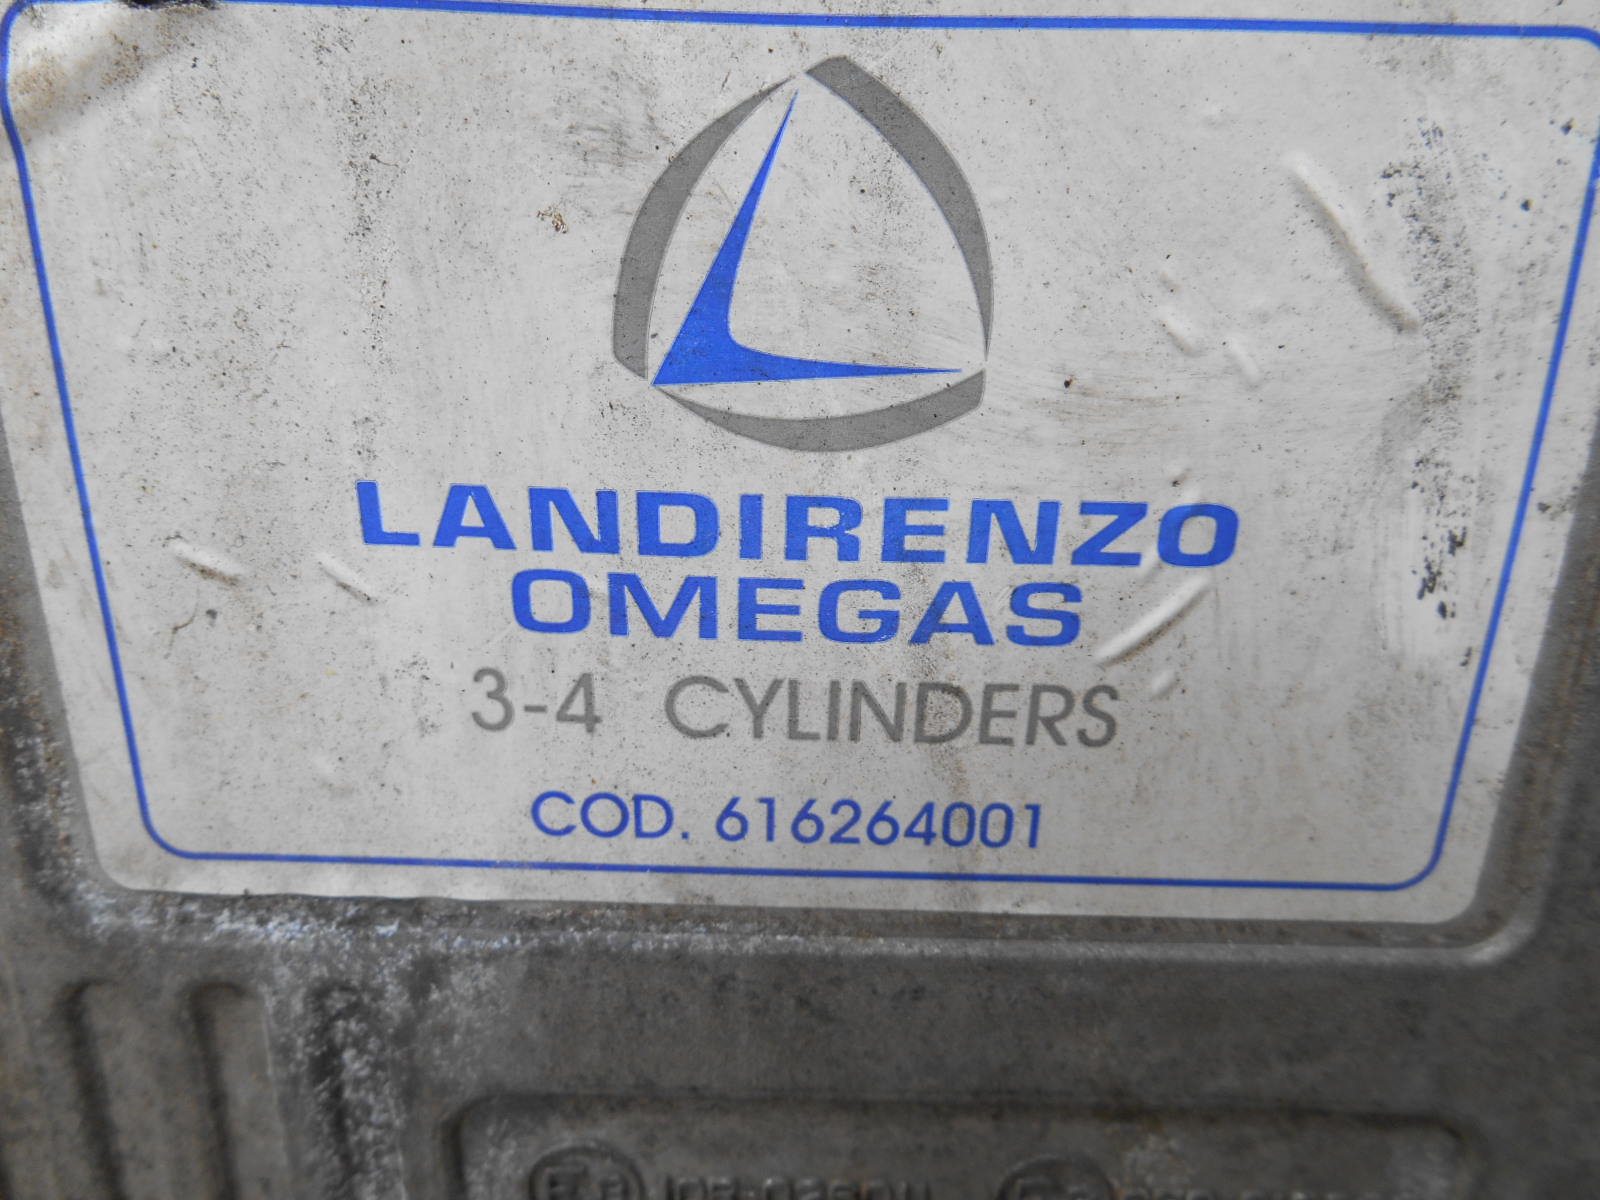 LANDIRENZO
OMEGAS
3-4 CYLINDERS
COD. 616264001